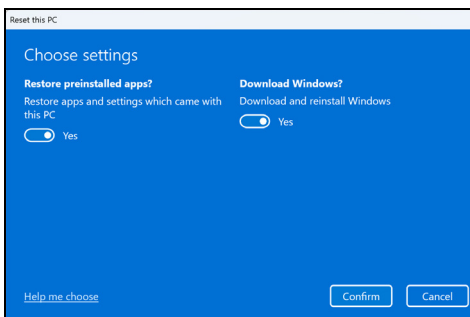 Reset this PC
Choose settings
Restore preinstalled apps?
Restore apps and settings which came with
this PC
Yes
Download Windows?
Download and reinstall Windows
Yes
Help me choose
Confirm
Cancel